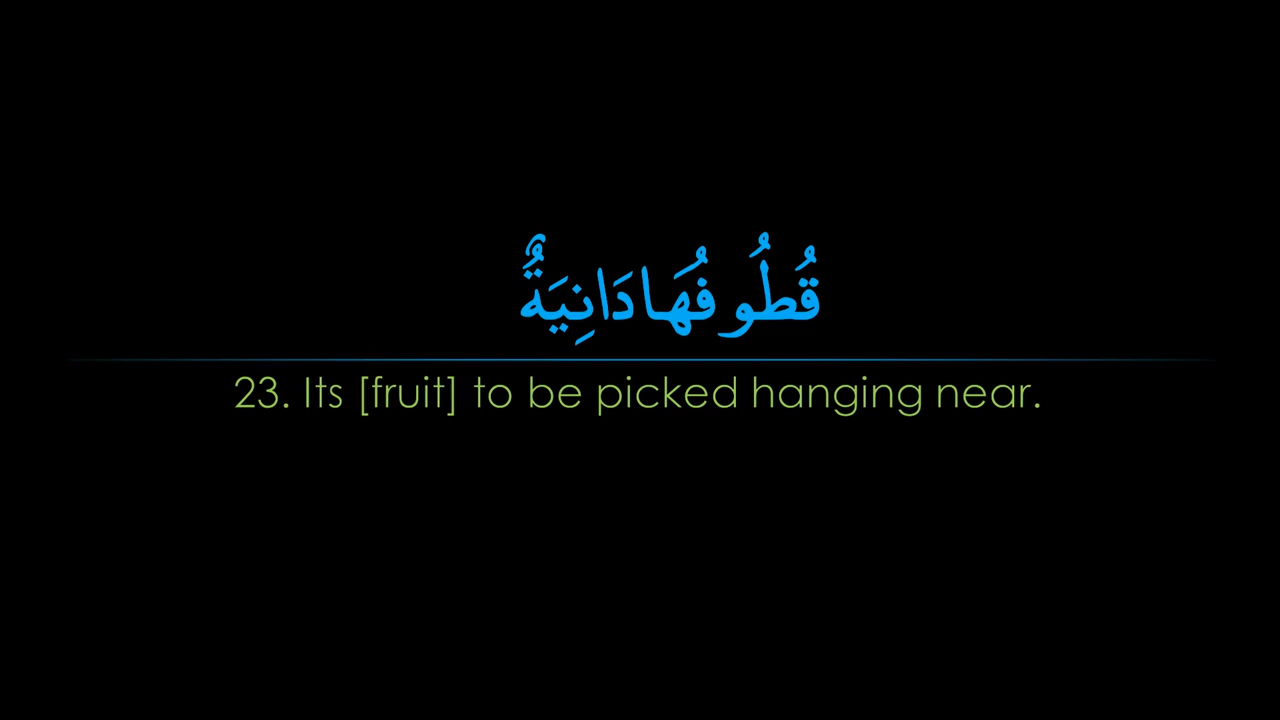 قُطُوفُهَا دَانِيَةٌ
23. Its [fruit] to be picked hanging near.